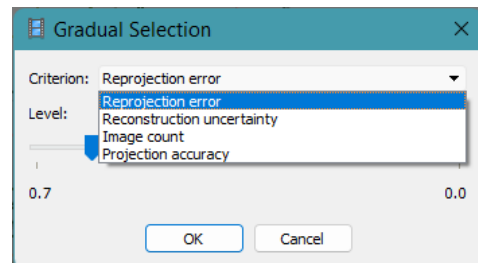 Gradual Selection
Criterion: Reprojection error
Reprojection error
Level:
Reconstruction uncertainty
Image count
Projection accuracy
0.7 0.0
OK Cancel